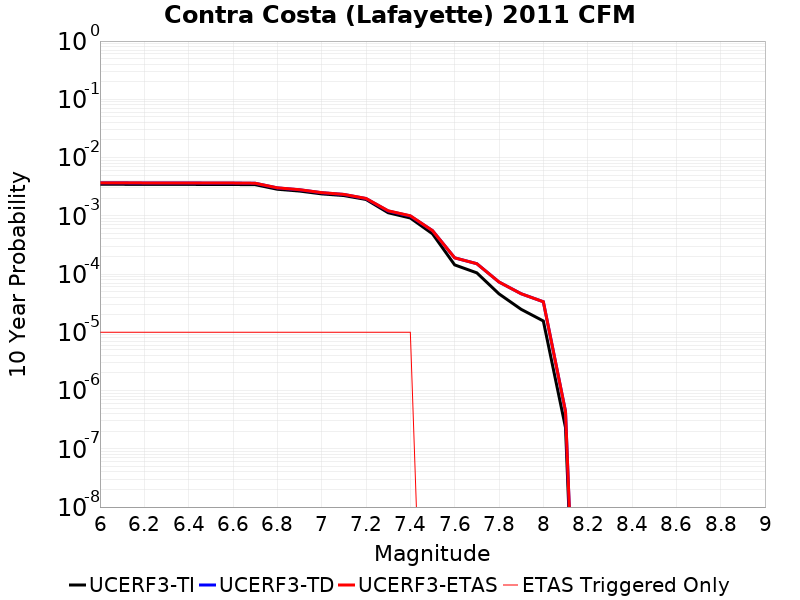 Contra Costa (Lafayette) 2011 CFM
10 Year Probability
10^0
10^-1
10^-2
10^-3
10^-4
10^-5
10^-6
10^-7
10^-8
6 6.2 6.4 6.6 6.8 7 7.2 7.4 7.6 7.8 8 8.2 8.4 8.6 8.8 9
Magnitude
UCERF3-TI UCERF3-TD UCERF3-ETAS ETAS Triggered Only